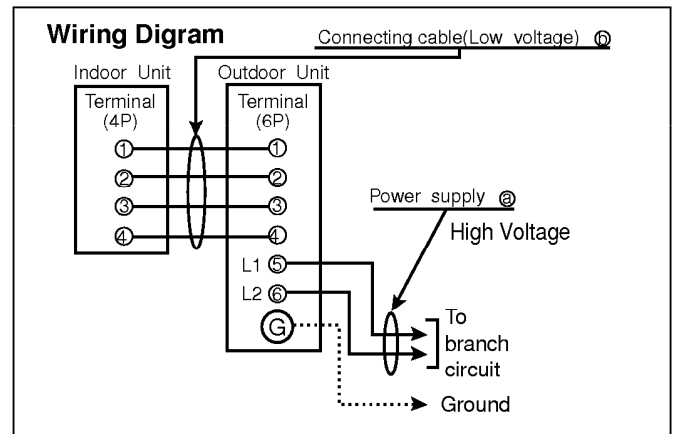 Wiring Digram
Connecting cable(Low voltage) ⓑ
Indoor Unit
Outdoor Unit
Terminal
(4P)
Terminal
(6P)
① ①
② ②
③ ③
④ ④
Power supply ⓐ
High Voltage
L1 ⑤
L2 ⑥
Ⓖ
To
branch
circuit
Ground